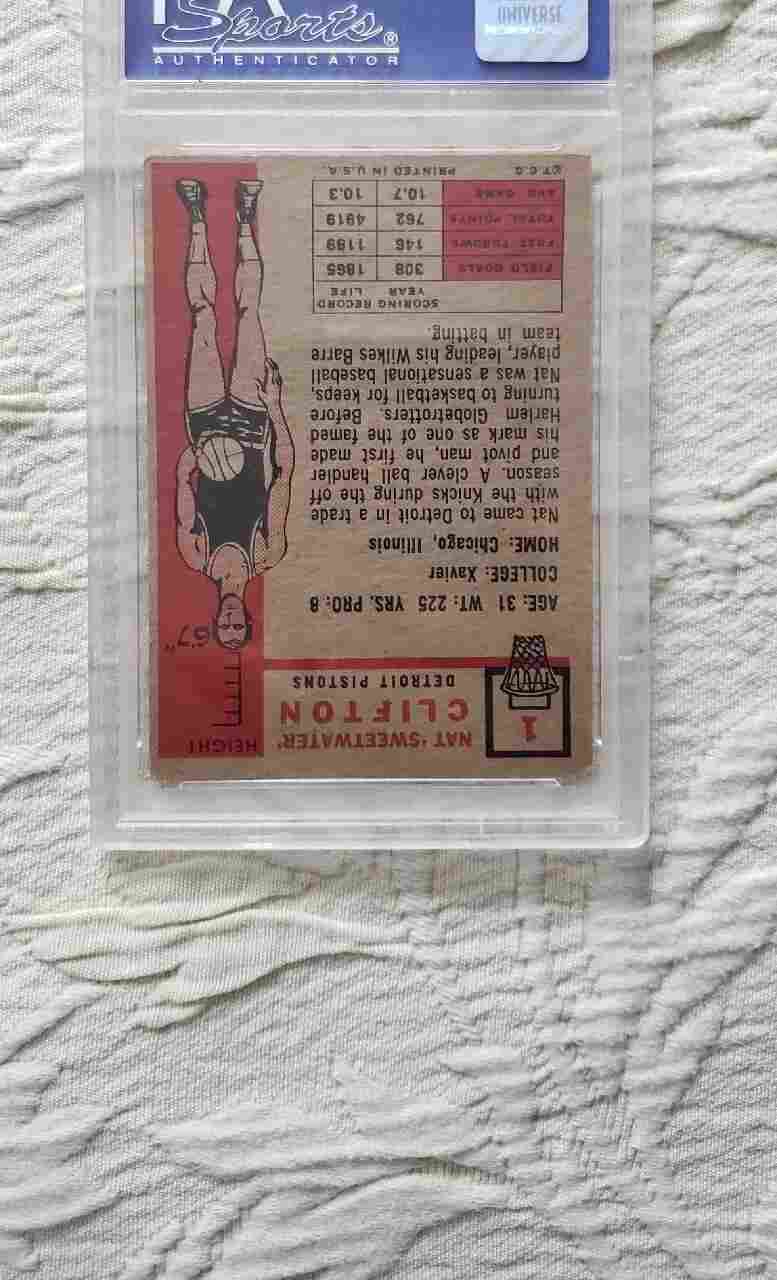 Sports®
AUTHENTICATOR
UNIVERSE
1
NAT 'SWEETWATER'
CLIFTON
DETROIT PISTONS
HEIGHT
6'7"
AGE: 31 WT: 225 YRS. PRO: 8
COLLEGE: Xavier
HOME: Chicago, Illinois
Nat came to Detroit in a trade
with the Knicks during the off
season. A clever ball handler
and pivot man, he first made
his mark as one of the famed
Harlem Globetrotters. Before
turning to basketball for keeps,
Nat was a sensational baseball
player, leading his Wilkes Barre
team in batting.
SCORING RECORD YEAR LIFE
FIELD GOALS 308 1865
FREE THROWS 146 1189
TOTAL POINTS 762 4919
AVG GAME 10.7 10.3
©T.C.G. PRINTED IN U.S.A.